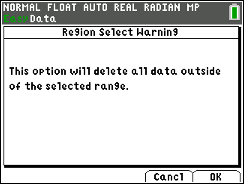 NORMAL FLOAT AUTO REAL RADIAN MP
Data
Region Select Warning
This option will delete all data outside
of the selected range.
Cancl OK